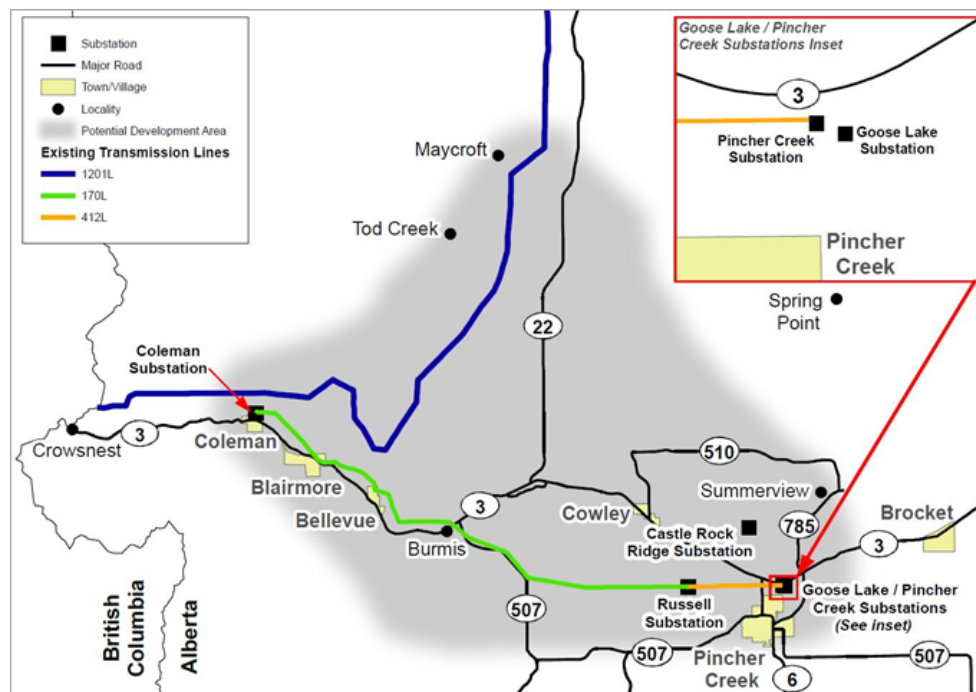 Substation
Major Road
Town/Village
Locality
Potential Development Area
Existing Transmission Lines
1201L
170L
412L
Goose Lake / Pincher
Creek Substations Inset
3
Pincher Creek
Substation
Goose Lake
Substation
Pincher
Creek
Maycroft
Tod Creek
Spring
Point
22
Coleman
Substation
3
Crowsnest
Coleman
Blairmore
Bellevue
Burmis
3
Cowley
510
Summerview
Castle Rock
Ridge Substation
785
Brocket
3
Russell
Substation
Goose Lake / Pincher
Creek Substations
(See inset)
507
507
Pincher
Creek
6
507
British
Columbia
Alberta